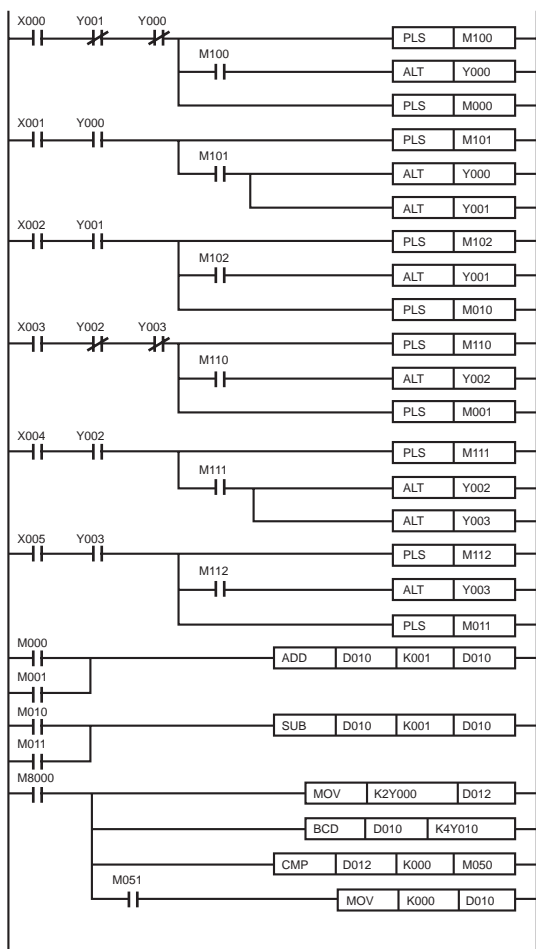 X000 Y001 Y000
PLS M100
M100
ALT Y000
PLS M000
X001 Y000
PLS M101
M101
ALT Y000
ALT Y001
X002 Y001
PLS M102
M102
ALT Y001
PLS M010
X003 Y002 Y003
PLS M110
M110
ALT Y002
PLS M001
X004 Y002
PLS M111
M111
ALT Y002
ALT Y003
X005 Y003
PLS M112
M112
ALT Y003
PLS M011
M000
ADD D010 K001 D010
M001
M010
SUB D010 K001 D010
M011
M8000
MOV K2Y000 D012
BCD D010 K4Y010
CMP D012 K000 M050
M051
MOV K000 D010